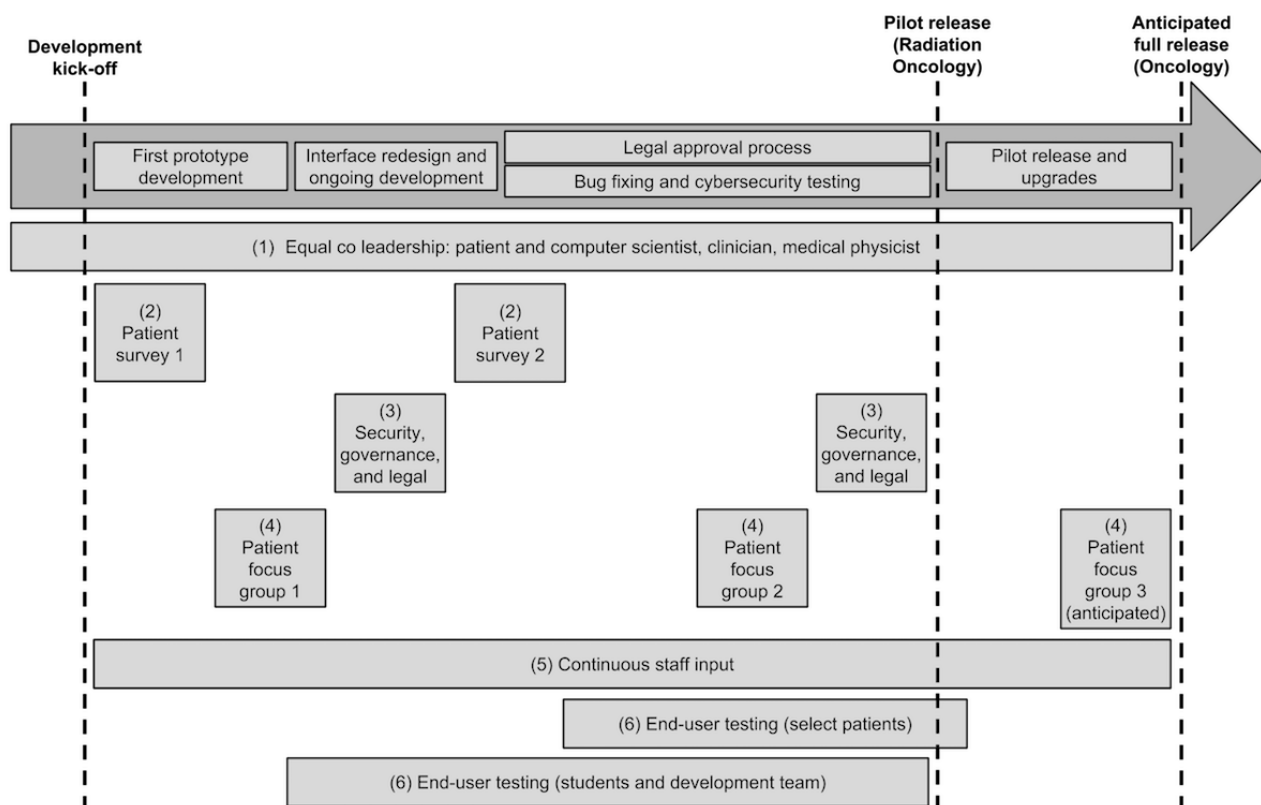 Development
kick-off
Pilot release
(Radiation
Oncology)
Anticipated
full release
(Oncology)
First prototype
development
Interface redesign and
ongoing development
Legal approval process
Bug fixing and cybersecurity testing
Pilot release and
upgrades
(1) Equal co leadership: patient and computer scientist, clinician, medical physicist
(2)
Patient
survey 1
(2)
Patient
survey 2
(3)
Security,
governance,
and legal
(3)
Security,
governance,
and legal
(4)
Patient
focus
group 1
(4)
Patient
focus
group 2
(4)
Patient
focus
group 3
(anticipated)
(5) Continuous staff input
(6) End-user testing (select patients)
(6) End-user testing (students and development team)